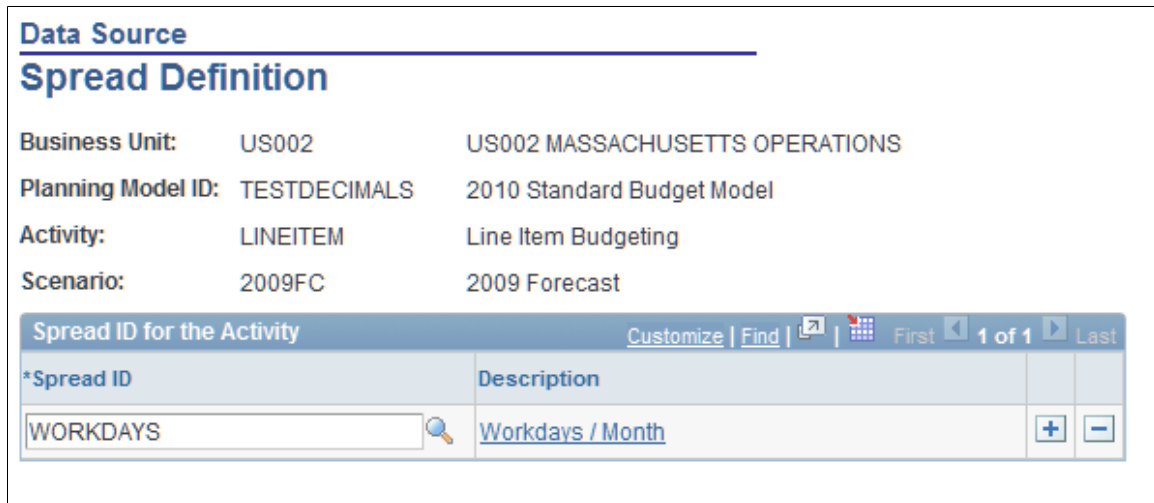 Data Source
Spread Definition
Business Unit: US002 US002 MASSACHUSETTS OPERATIONS
Planning Model ID: TESTDECIMALS 2010 Standard Budget Model
Activity: LINEITEM Line Item Budgeting
Scenario: 2009FC 2009 Forecast
Spread ID for the Activity Customize | Find | | First 1 of 1 Last
*Spread ID Description
WORKDAYS Workdays / Month